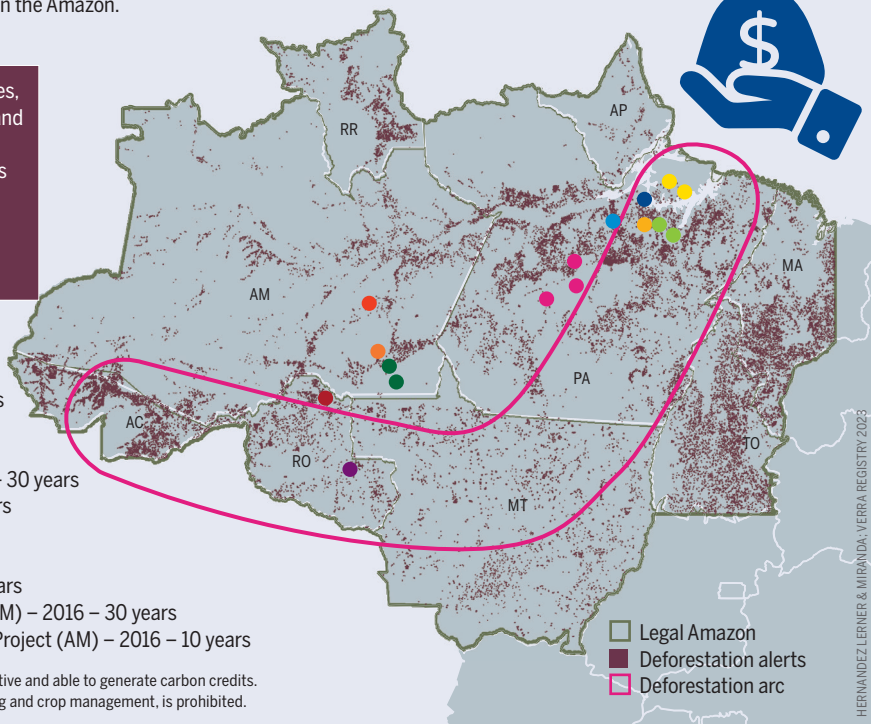 n the Amazon.
es,
and
s
s
- 30 years
rs
ars
M) – 2016 – 30 years
Project (AM) – 2016 – 10 years
tive and able to generate carbon credits.
g and crop management, is prohibited.
$
RR
AP
AM
MA
PA
AC
RO
TO
MT
Legal Amazon
Deforestation alerts
Deforestation arc
HERNANDEZ LERNER & MIRANDA; VERRA REGISTRY 2023